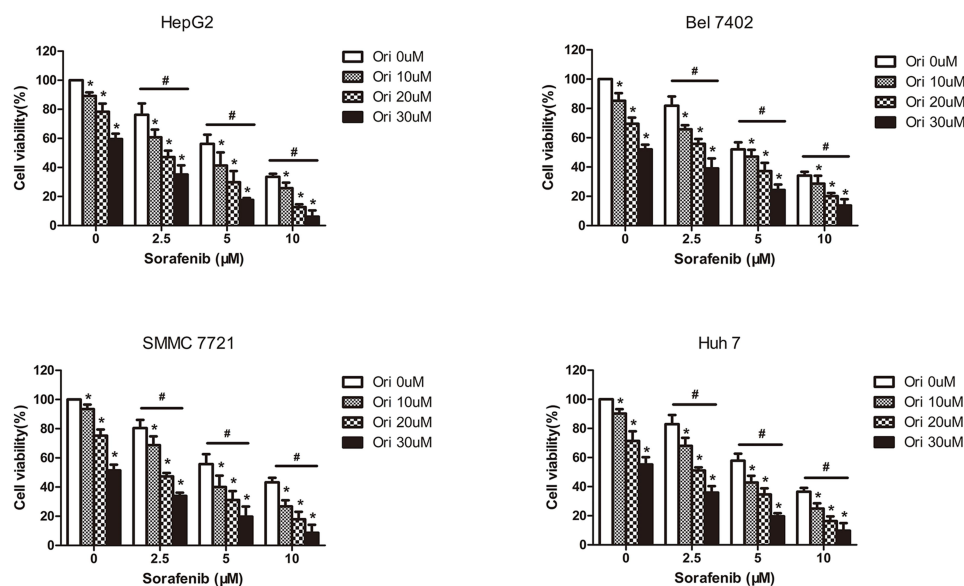 HepG2
Cell viability(%)
120
100
80
60
40
20
0
* * *
#
* * *
#
* * *
#
* * *
#
0 2.5 5 10
Sorafenib (µM)
Ori 0uM
Ori 10uM
Ori 20uM
Ori 30uM
Bel 7402
Cell viability(%)
120
100
80
60
40
20
0
* * *
#
* * *
#
* * *
#
* * *
#
0 2.5 5 10
Sorafenib (µM)
Ori 0uM
Ori 10uM
Ori 20uM
Ori 30uM
SMMC 7721
Cell viability(%)
120
100
80
60
40
20
0
* * *
#
* * *
#
* * *
#
* * *
#
0 2.5 5 10
Sorafenib (µM)
Ori 0uM
Ori 10uM
Ori 20uM
Ori 30uM
Huh 7
Cell viability(%)
120
100
80
60
40
20
0
* * *
#
* * *
#
* * *
#
* * *
#
0 2.5 5 10
Sorafenib (µM)
Ori 0uM
Ori 10uM
Ori 20uM
Ori 30uM